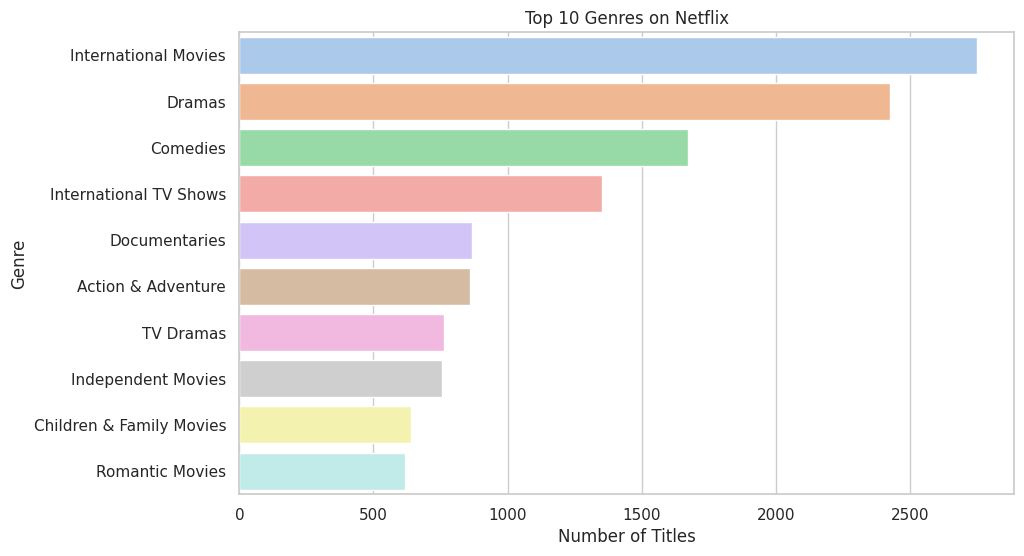 Top 10 Genres on Netflix
Genre
International Movies
Dramas
Comedies
International TV Shows
Documentaries
Action & Adventure
TV Dramas
Independent Movies
Children & Family Movies
Romantic Movies
0 500 1000 1500 2000 2500
Number of Titles